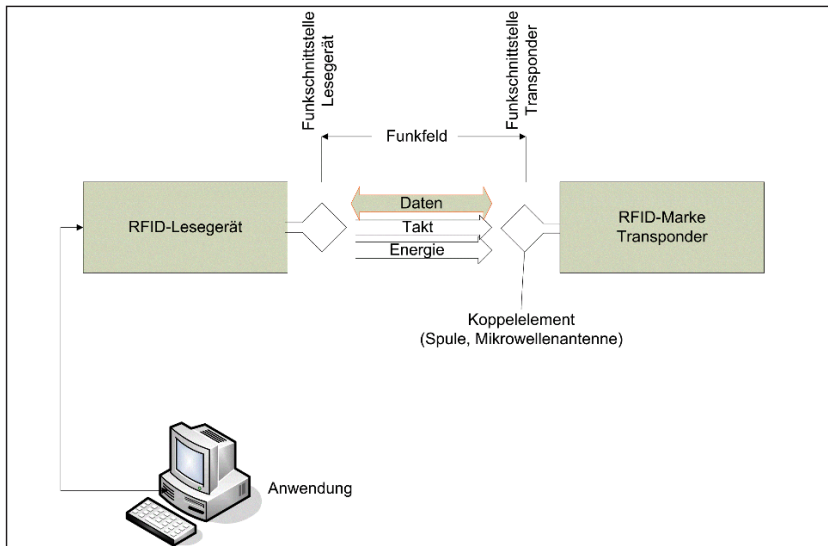 Funkschnittstelle
Lesegerät
Funkschnittstelle
Transponder
Funkfeld
RFID-Lesegerät
Daten
Takt
Energie
RFID-Marke
Transponder
Koppelelement
(Spule, Mikrowellenantenne)
Anwendung